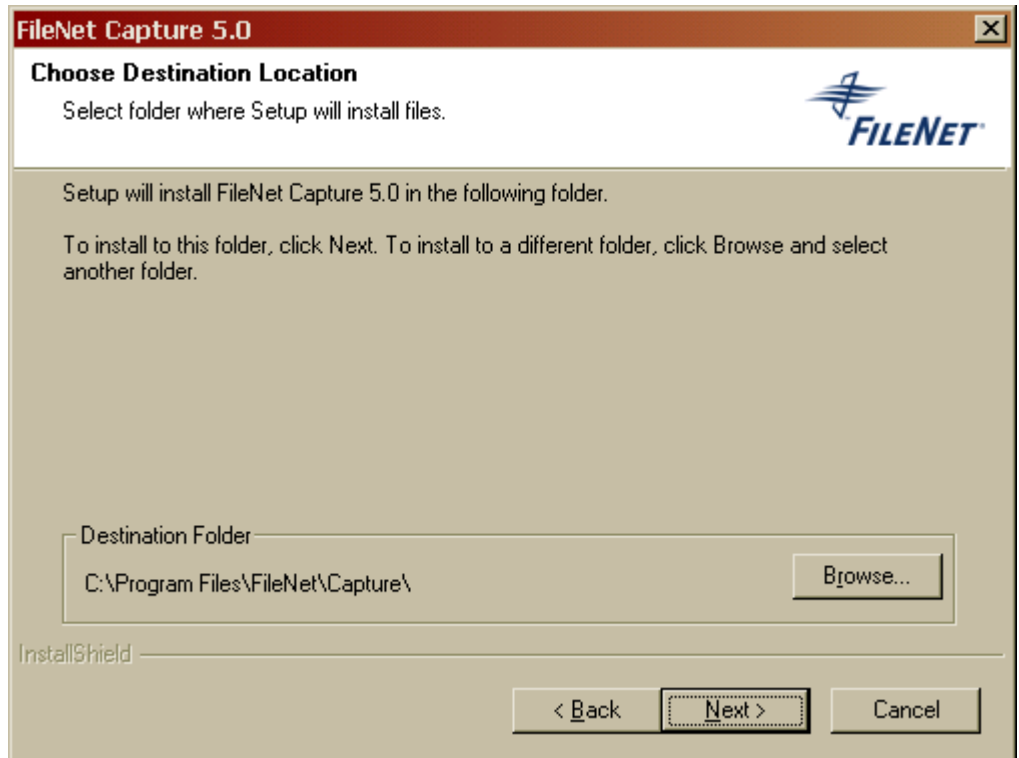 FileNet Capture 5.0
Choose Destination Location
Select folder where Setup will install files.
FILENET
Setup will install FileNet Capture 5.0 in the following folder.
To install to this folder, click Next. To install to a different folder, click Browse and select
another folder.
Destination Folder
C:\Program Files\FileNet\Capture\
Browse...
InstallShield
< Back
Next >
Cancel